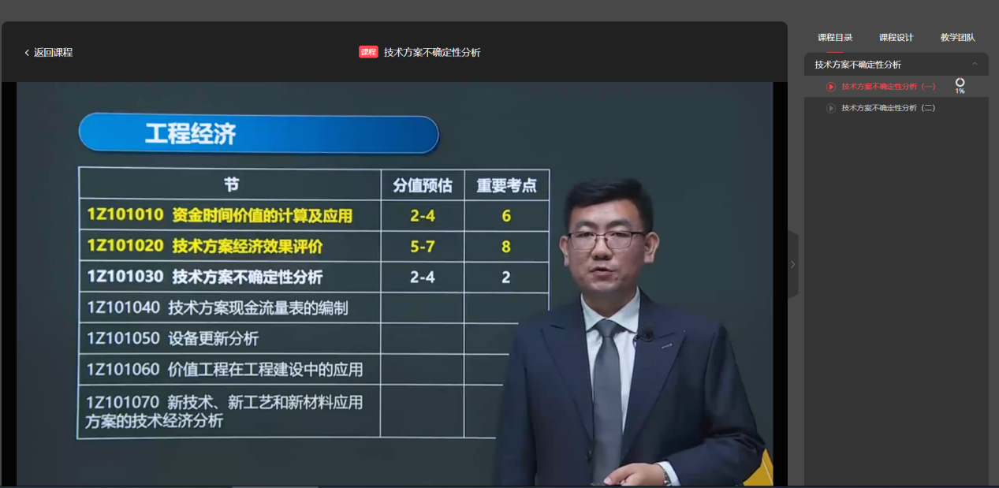 返回课程
课程 技术方案不确定性分析
课程目录 课程设计 教学团队
技术方案不确定性分析
技术方案不确定性分析（一） 1%
技术方案不确定性分析（二）
工程经济
节 分值预估 重要考点
1Z101010 资金时间价值的计算及应用 2-4 6
1Z101020 技术方案经济效果评价 5-7 8
1Z101030 技术方案不确定性分析 2-4 2
1Z101040 技术方案现金流量表的编制
1Z101050 设备更新分析
1Z101060 价值工程在工程建设中的应用
1Z101070 新技术、新工艺和新材料应用
方案的技术经济分析